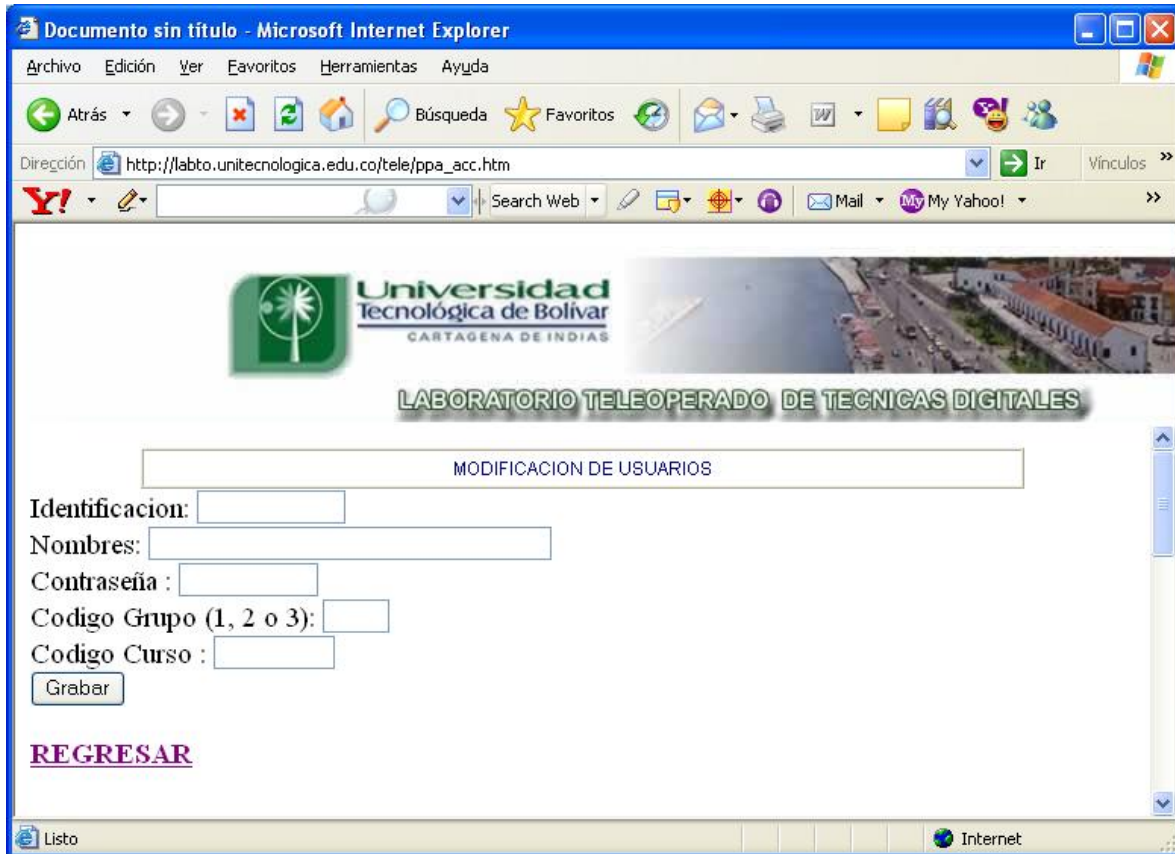 Documento sin título - Microsoft Internet Explorer
Archivo Edición Ver Favoritos Herramientas Ayuda
Atrás Búsqueda Favoritos
Dirección http://labto.unitecnologica.edu.co/tele/ppa_acc.htm Ir Vínculos »
Y! Search Web Mail My My Yahoo! »
Universidad
Tecnológica de Bolívar
CARTAGENA DE INDIAS
LABORATORIO TELEOPERADO DE TECNICAS DIGITALES
MODIFICACION DE USUARIOS
Identificacion:
Nombres:
Contraseña :
Codigo Grupo (1, 2 o 3):
Codigo Curso :
Grabar
REGRESAR
Listo Internet